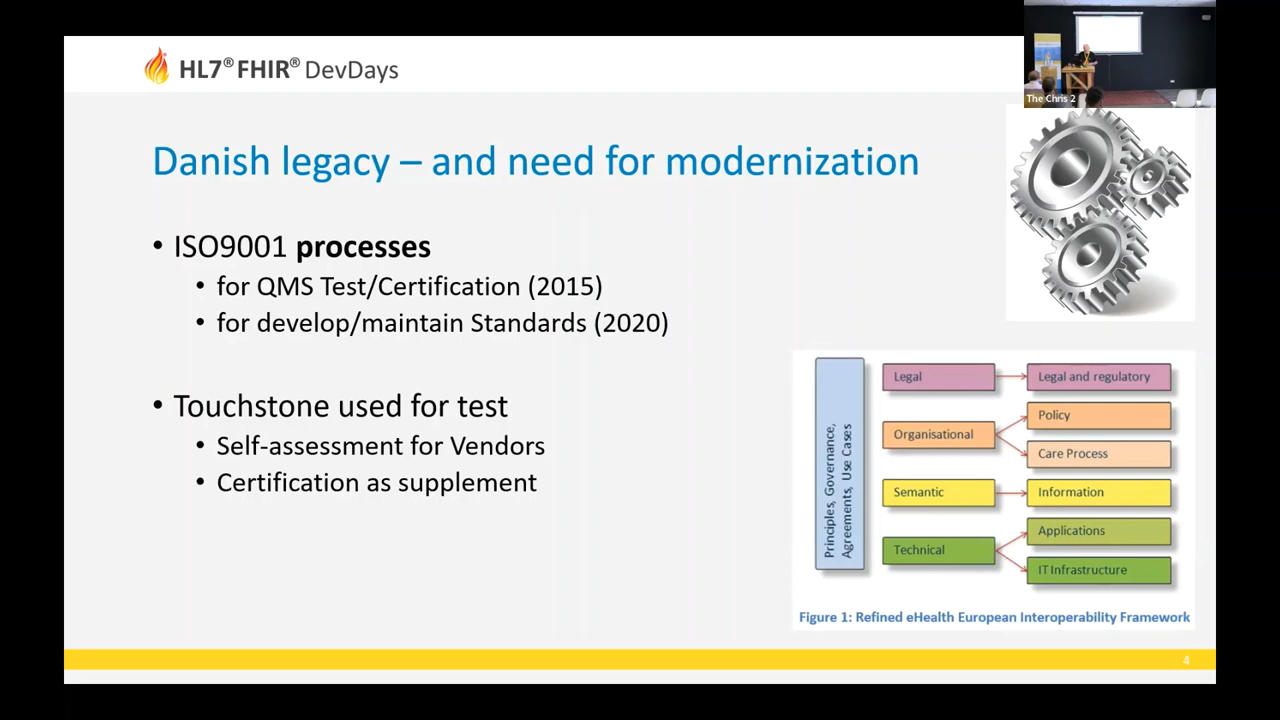 HL7® FHIR® DevDays
The Chris 2
Danish legacy – and need for modernization
• ISO9001 processes
• for QMS Test/Certification (2015)
• for develop/maintain Standards (2020)
• Touchstone used for test
• Self-assessment for Vendors
• Certification as supplement
Principles, Governance,
Agreements, Use Cases
Legal
Legal and regulatory
Organisational
Policy
Care Process
Semantic
Information
Technical
Applications
IT Infrastructure
Figure 1: Refined eHealth European Interoperability Framework
4